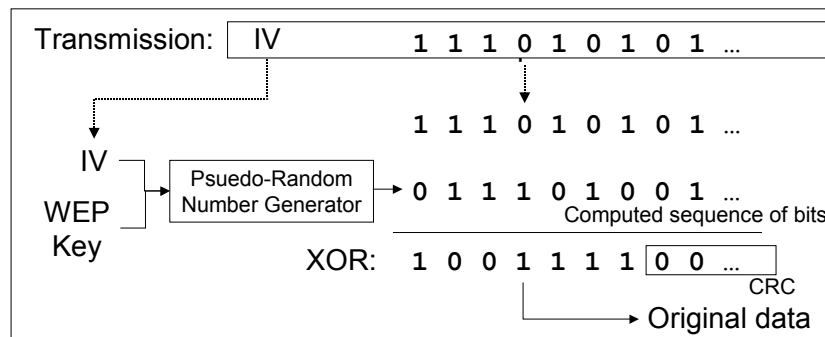 Transmission: IV 1 1 1 0 1 0 1 0 1 ...
1 1 1 0 1 0 1 0 1 ...
IV
WEP
Key
Psuedo-Random
Number Generator
0 1 1 1 0 1 0 0 1 ...
Computed sequence of bits
XOR: 1 0 0 1 1 1 1 0 0 ...
CRC
Original data